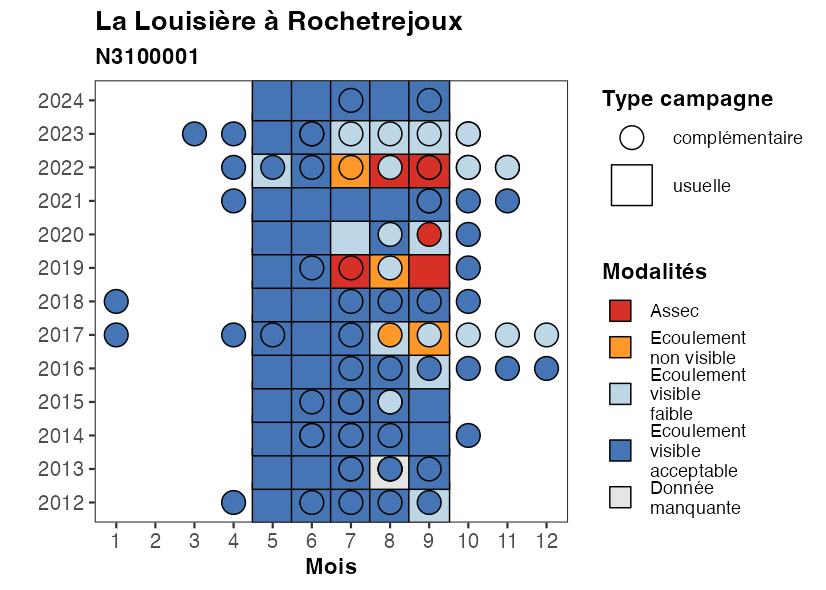 La Louisière à Rochetrejoux
N3100001
2024
2023
2022
2021
2020
2019
2018
2017
2016
2015
2014
2013
2012
1 2 3 4 5 6 7 8 9 10 11 12
Mois
Type campagne
complémentaire
usuelle
Modalités
Assec
Ecoulement
non visible
Ecoulement
visible
faible
Ecoulement
visible
acceptable
Donnée
manquante